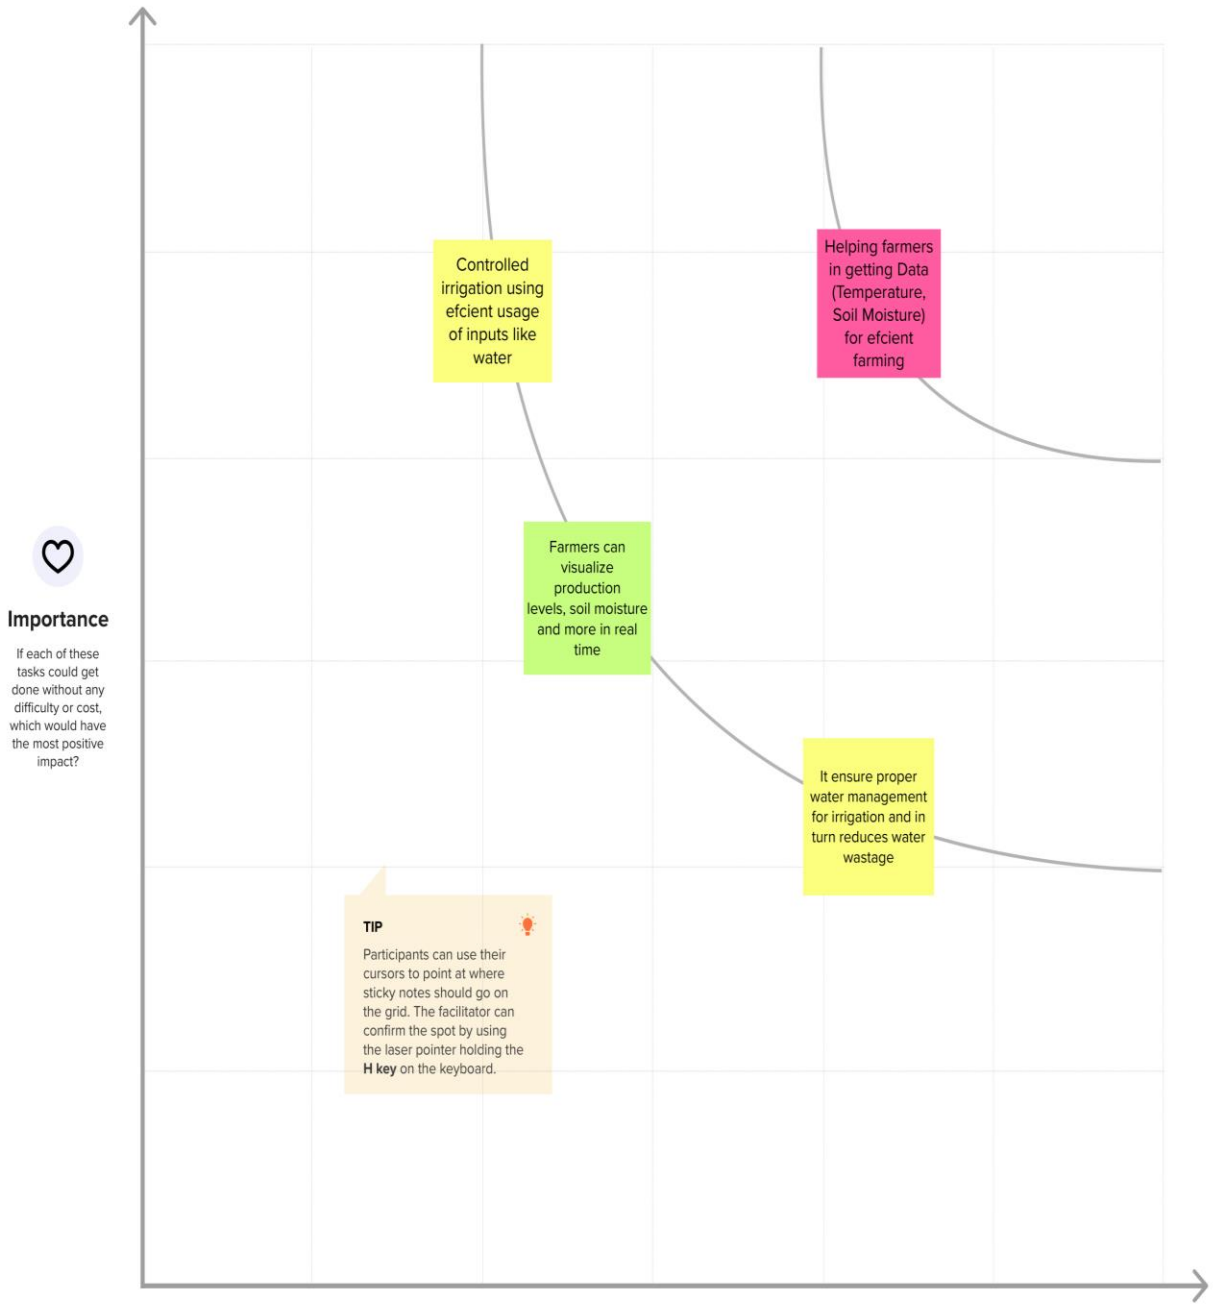 Controlled
irrigation using
efcient usage
of inputs like
water
Helping farmers
in getting Data
(Temperature,
Soil Moisture)
for efcient
farming
Farmers can
visualize
production
levels, soil moisture
and more in real
time
Importance
If each of these
tasks could get
done without any
difficulty or cost,
which would have
the most positive
impact?
It ensure proper
water management
for irrigation and in
turn reduces water
wastage
TIP
Participants can use their
cursors to point at where
sticky notes should go on
the grid. The facilitator can
confirm the spot by using
the laser pointer holding the
H key on the keyboard.